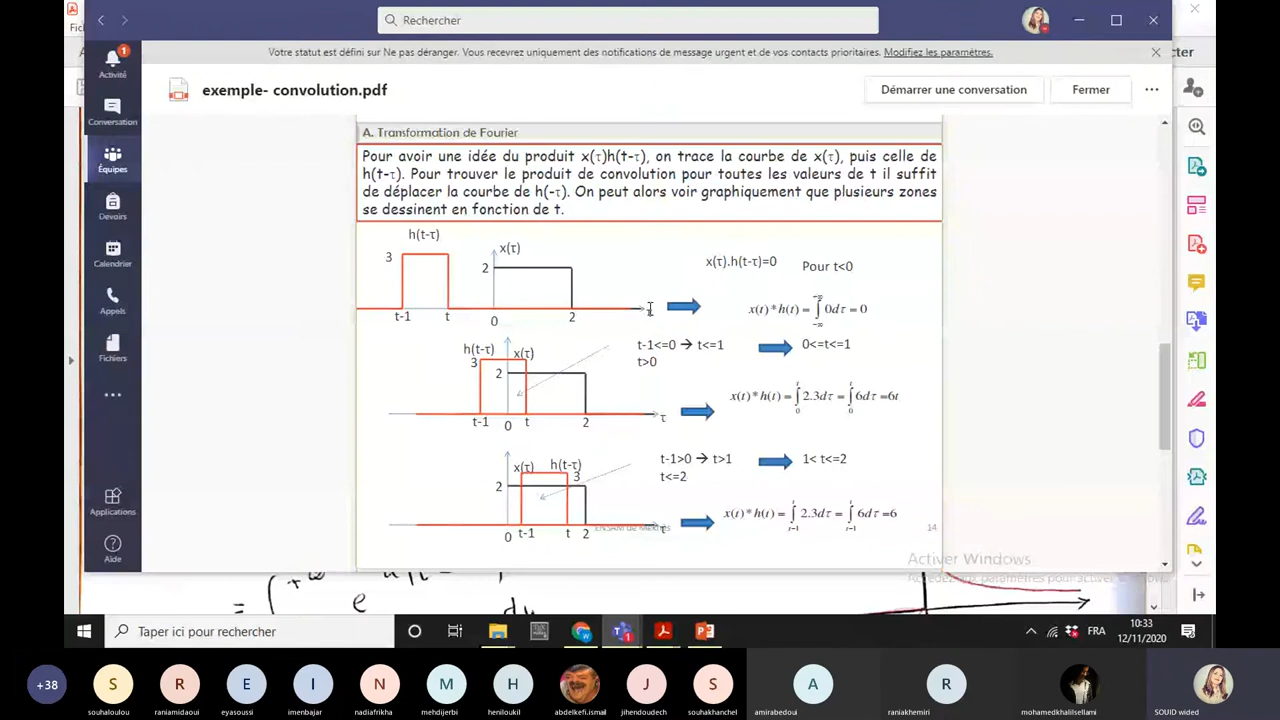 Rechercher
Votre statut est défini sur Ne pas déranger. Vous recevrez uniquement des notifications de message urgent et de vos contacts prioritaires. Modifiez les paramètres.
exemple- convolution.pdf
Démarrer une conversation
Fermer
Activité
1
Conversation
Équipes
Devoirs
Calendrier
Appels
Fichiers
Applications
Aide
A. Transformation de Fourier
Pour avoir une idée du produit x(τ)h(t-τ), on trace la courbe de x(τ), puis celle de
h(t-τ). Pour trouver le produit de convolution pour toutes les valeurs de t il suffit
de déplacer la courbe de h(-τ). On peut alors voir graphiquement que plusieurs zones
se dessinent en fonction de t.
h(t-τ)
x(τ)
3
2
t-1 t 0 2
x(τ).h(t-τ)=0 Pour t<0
x(t)*h(t) = ∫ 0dτ = 0
h(t-τ) x(τ)
3
2
t-1 0 t 2 τ
t-1<=0 → t<=1 0<=t<=1
t>0
x(t)*h(t) = ∫₀ᵗ 2.3dτ = ∫₀ᵗ 6dτ = 6t
x(τ) h(t-τ)
3
2
0 t-1 t 2 τ
t-1>0 → t>1 1< t<=2
t<=2
x(t)*h(t) = ∫ₜ₋₁ᵗ 2.3dτ = ∫ₜ₋₁ᵗ 6dτ =6
14
Activer Windows
e
=
Taper ici pour rechercher
FRA
10:33
12/11/2020
+38
S
souhaloulou
R
raniamidaoui
E
eyasoussi
I
imenbajar
N
nadiafrikha
M
mehdijerbi
H
heniloukil
abdelkefi.ismail
J
jihendoudech
S
souhakhanchel
A
amirabedoui
R
raniakhemiri
mohamedkhalilsellami
SOUID wided